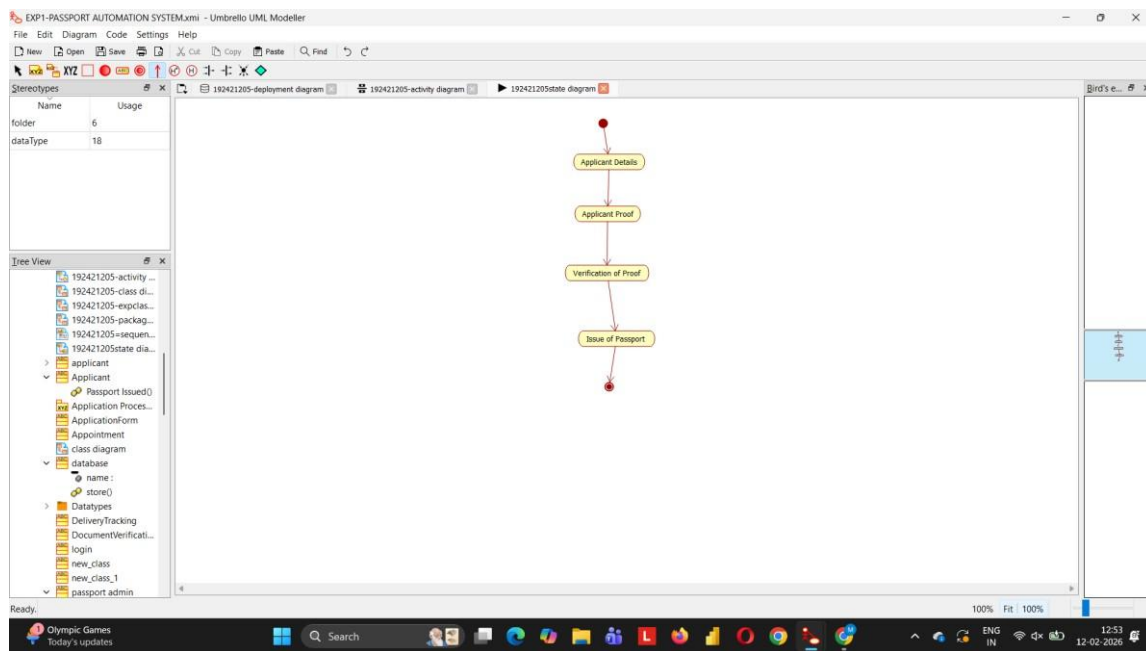 EXP1-PASSPORT AUTOMATION SYSTEM.xmi - Umbrello UML Modeller
File Edit Diagram Code Settings Help
New Open Save Cut Copy Paste Find
XYZ XYZ
Stereotypes
192421205-deployment diagram 192421205-activity diagram 192421205state diagram
Bird's e...
Name Usage
folder 6
dataType 18
Applicant Details
Applicant Proof
Verification of Proof
Issue of Passport
Tree View
192421205-activity ...
192421205-class di...
192421205-expclas...
192421205-packag...
192421205=sequen...
192421205state dia...
applicant
Applicant
Passport Issued()
Application Proces...
ApplicationForm
Appointment
class diagram
database
name :
store()
Datatypes
DeliveryTracking
DocumentVerificati...
login
new_class
new_class_1
passport admin
Ready.
100% Fit 100%
Olympic Games
Today's updates
Search
ENG
IN
12:53
12-02-2026